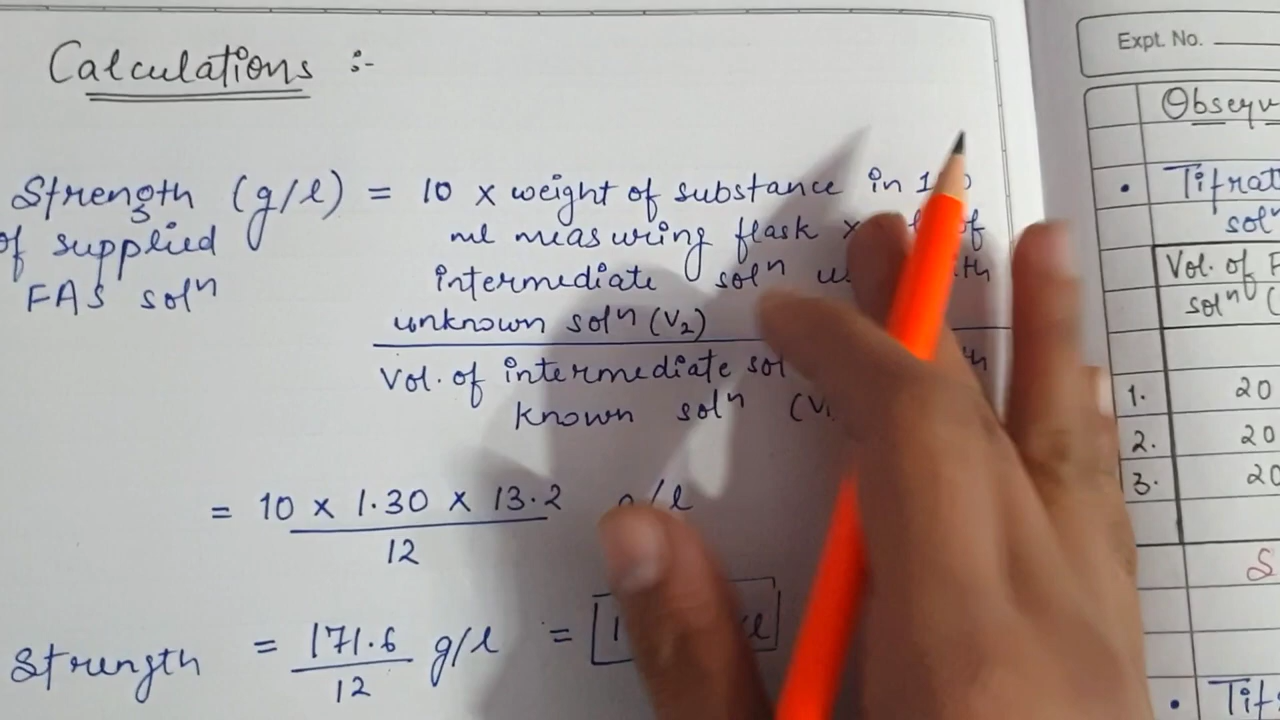 Calculations :-
Strength (g/l) = 10 x weight of substance in
of supplied ml measuring flask x of
FAS solⁿ intermediate solⁿ
unknown solⁿ (V₂)
Vol. of intermediate
known solⁿ
= 10 x 1.30 x 13.2 g/l
12
Strength = 171.6 g/l =
12
Expt. No.
Observ
• Titrat
solⁿ
Vol. of F
solⁿ (
1. 20
2. 20
3. 20
S
• Tit